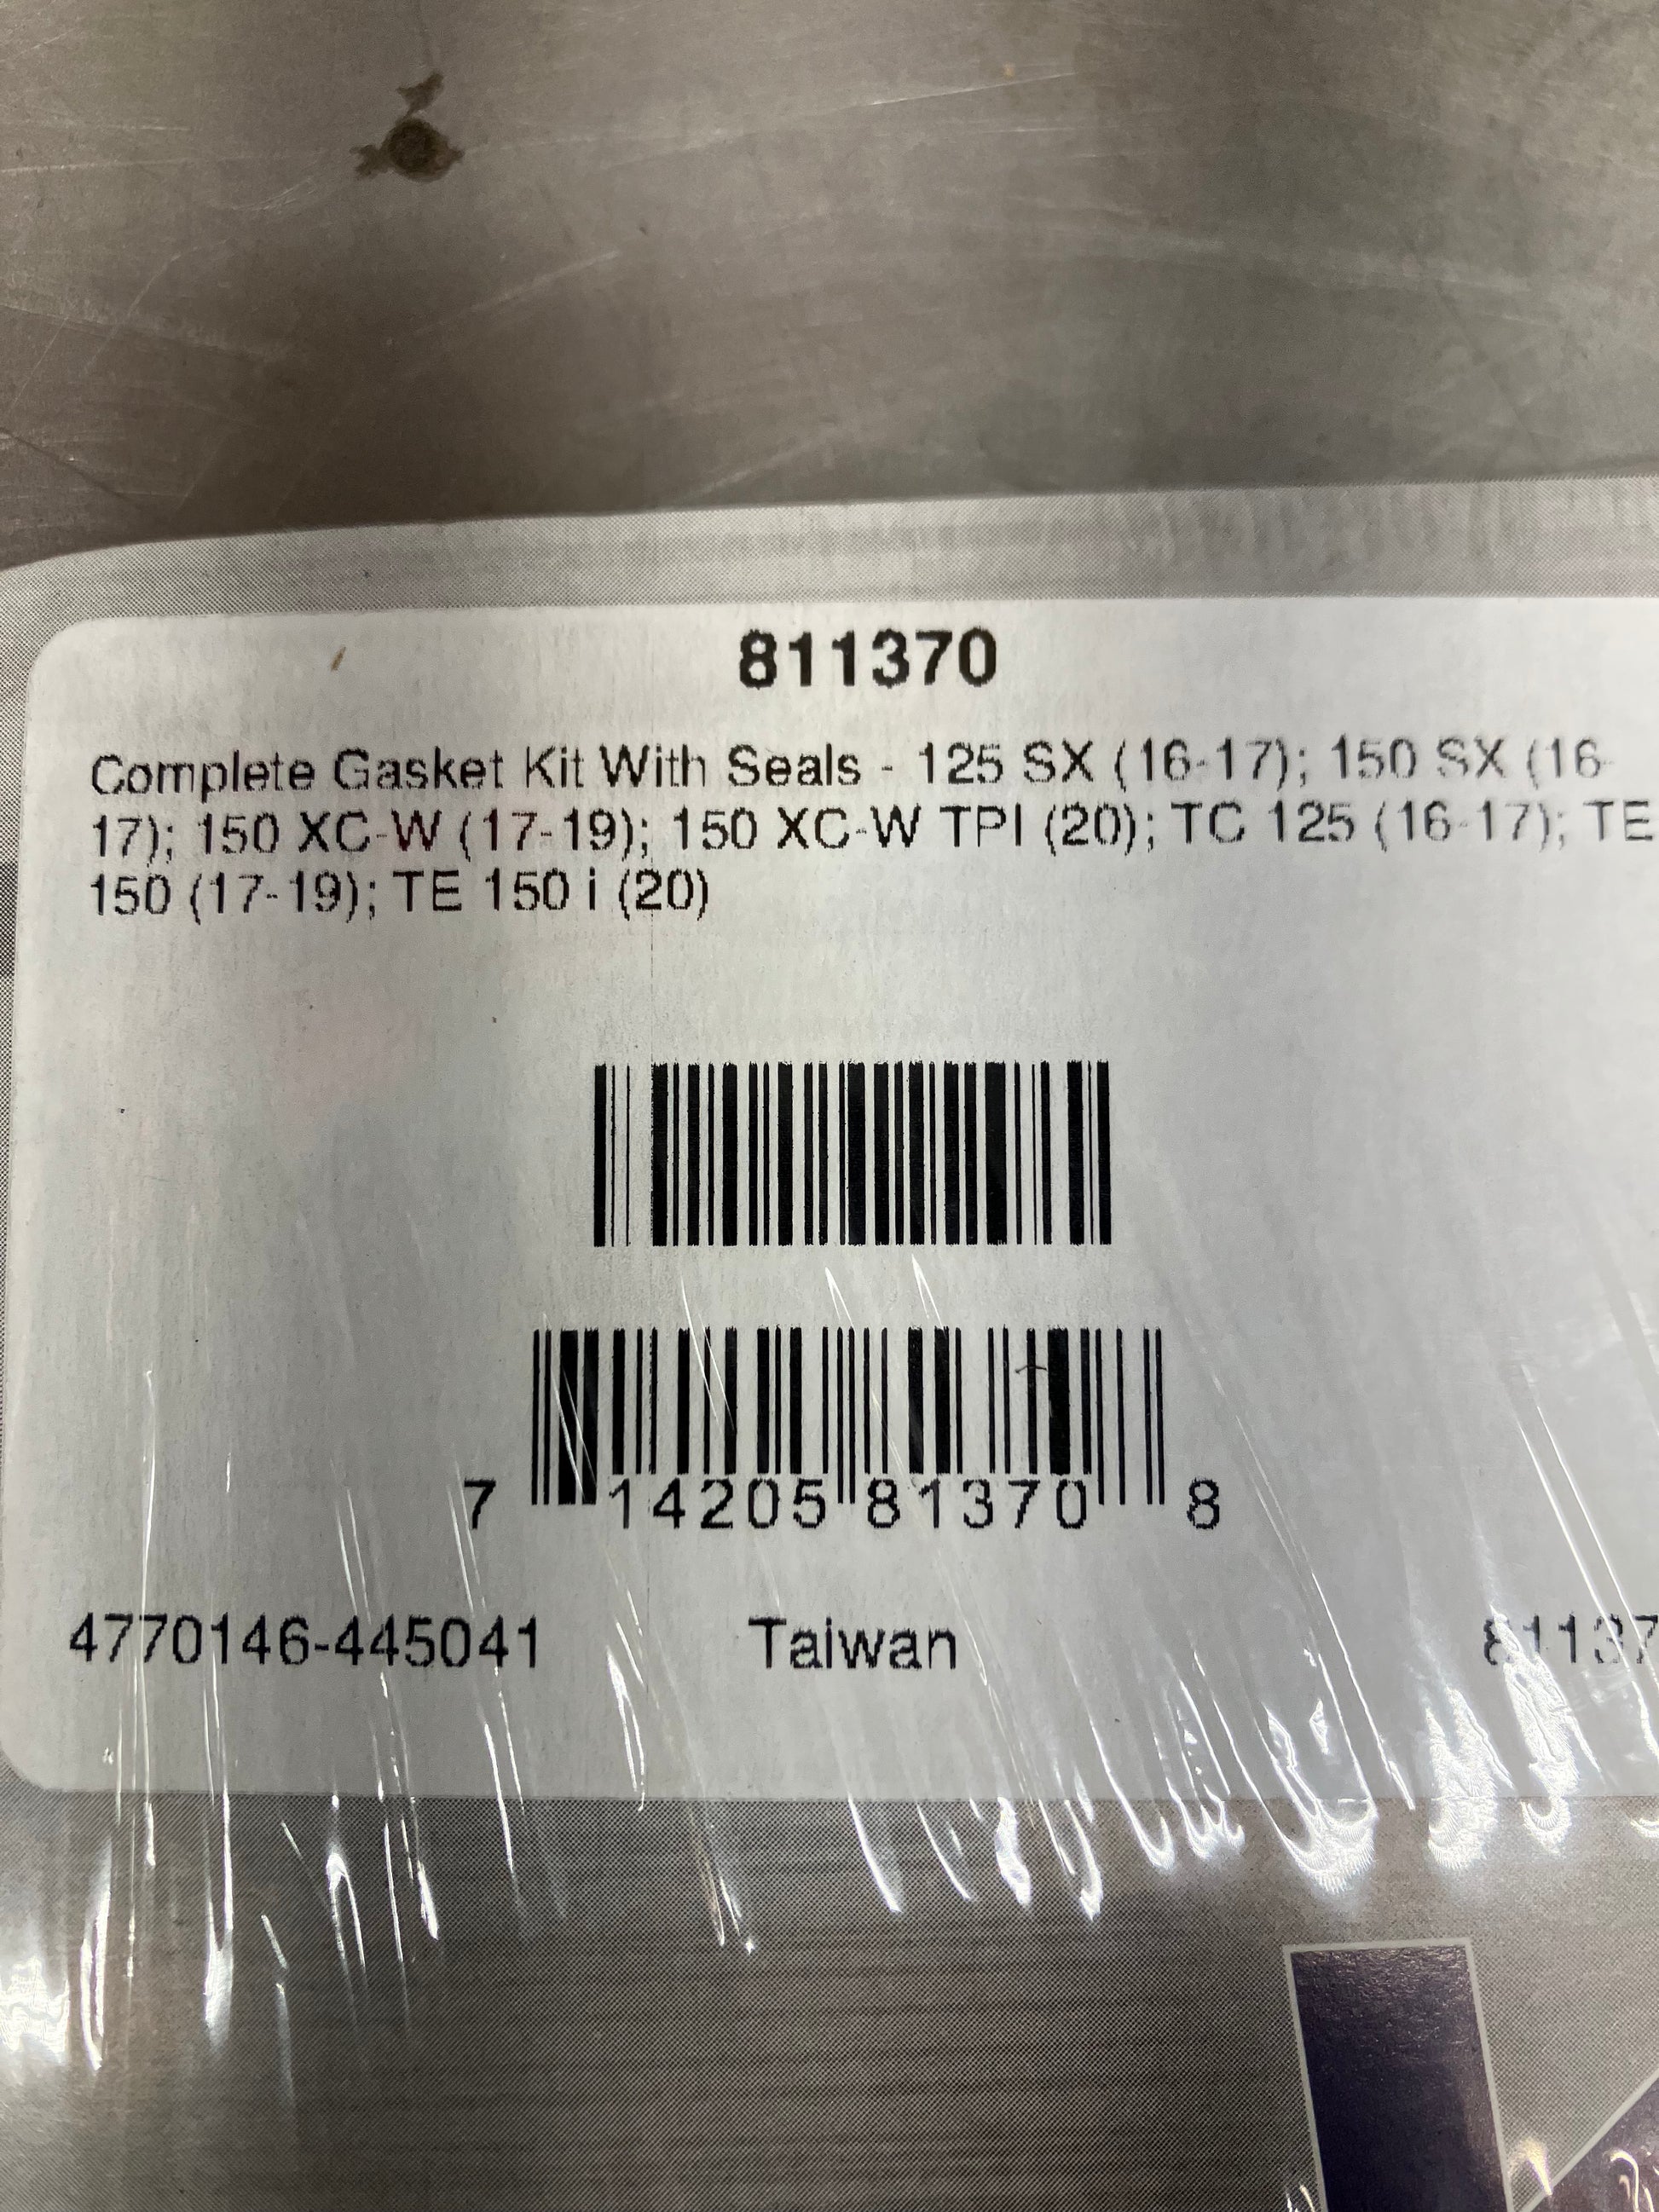 811370
Complete Gasket Kit With Seals - 125 SX (16-17); 150 SX (16-
17); 150 XC-W (17-19); 150 XC-W TPI (20); TC 125 (16-17); TE
150 (17-19); TE 150 i (20)
7 14205 81370 8
4770146-445041 Taiwan 81137